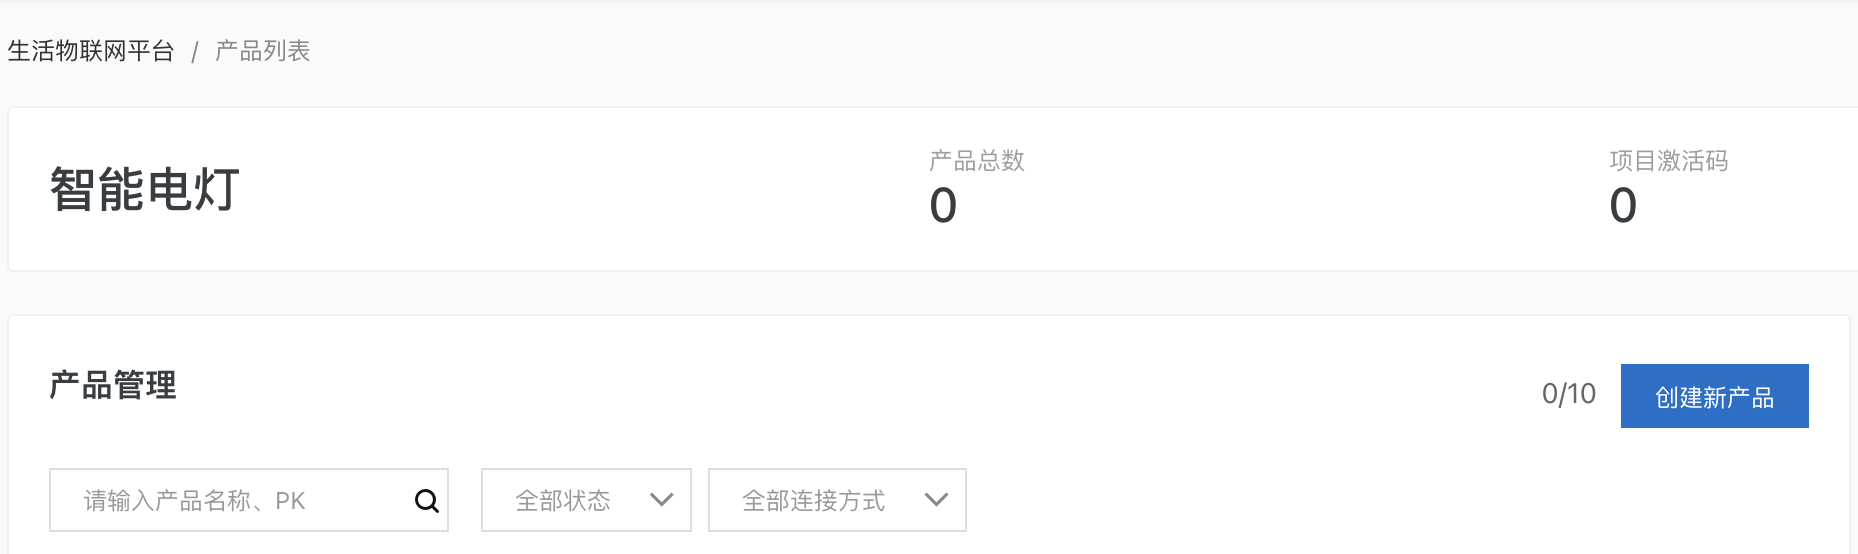 生活物联网平台 / 产品列表
智能电灯
产品总数
0
项目激活码
0
产品管理
0/10 创建新产品
请输入产品名称、PK 全部状态 全部连接方式